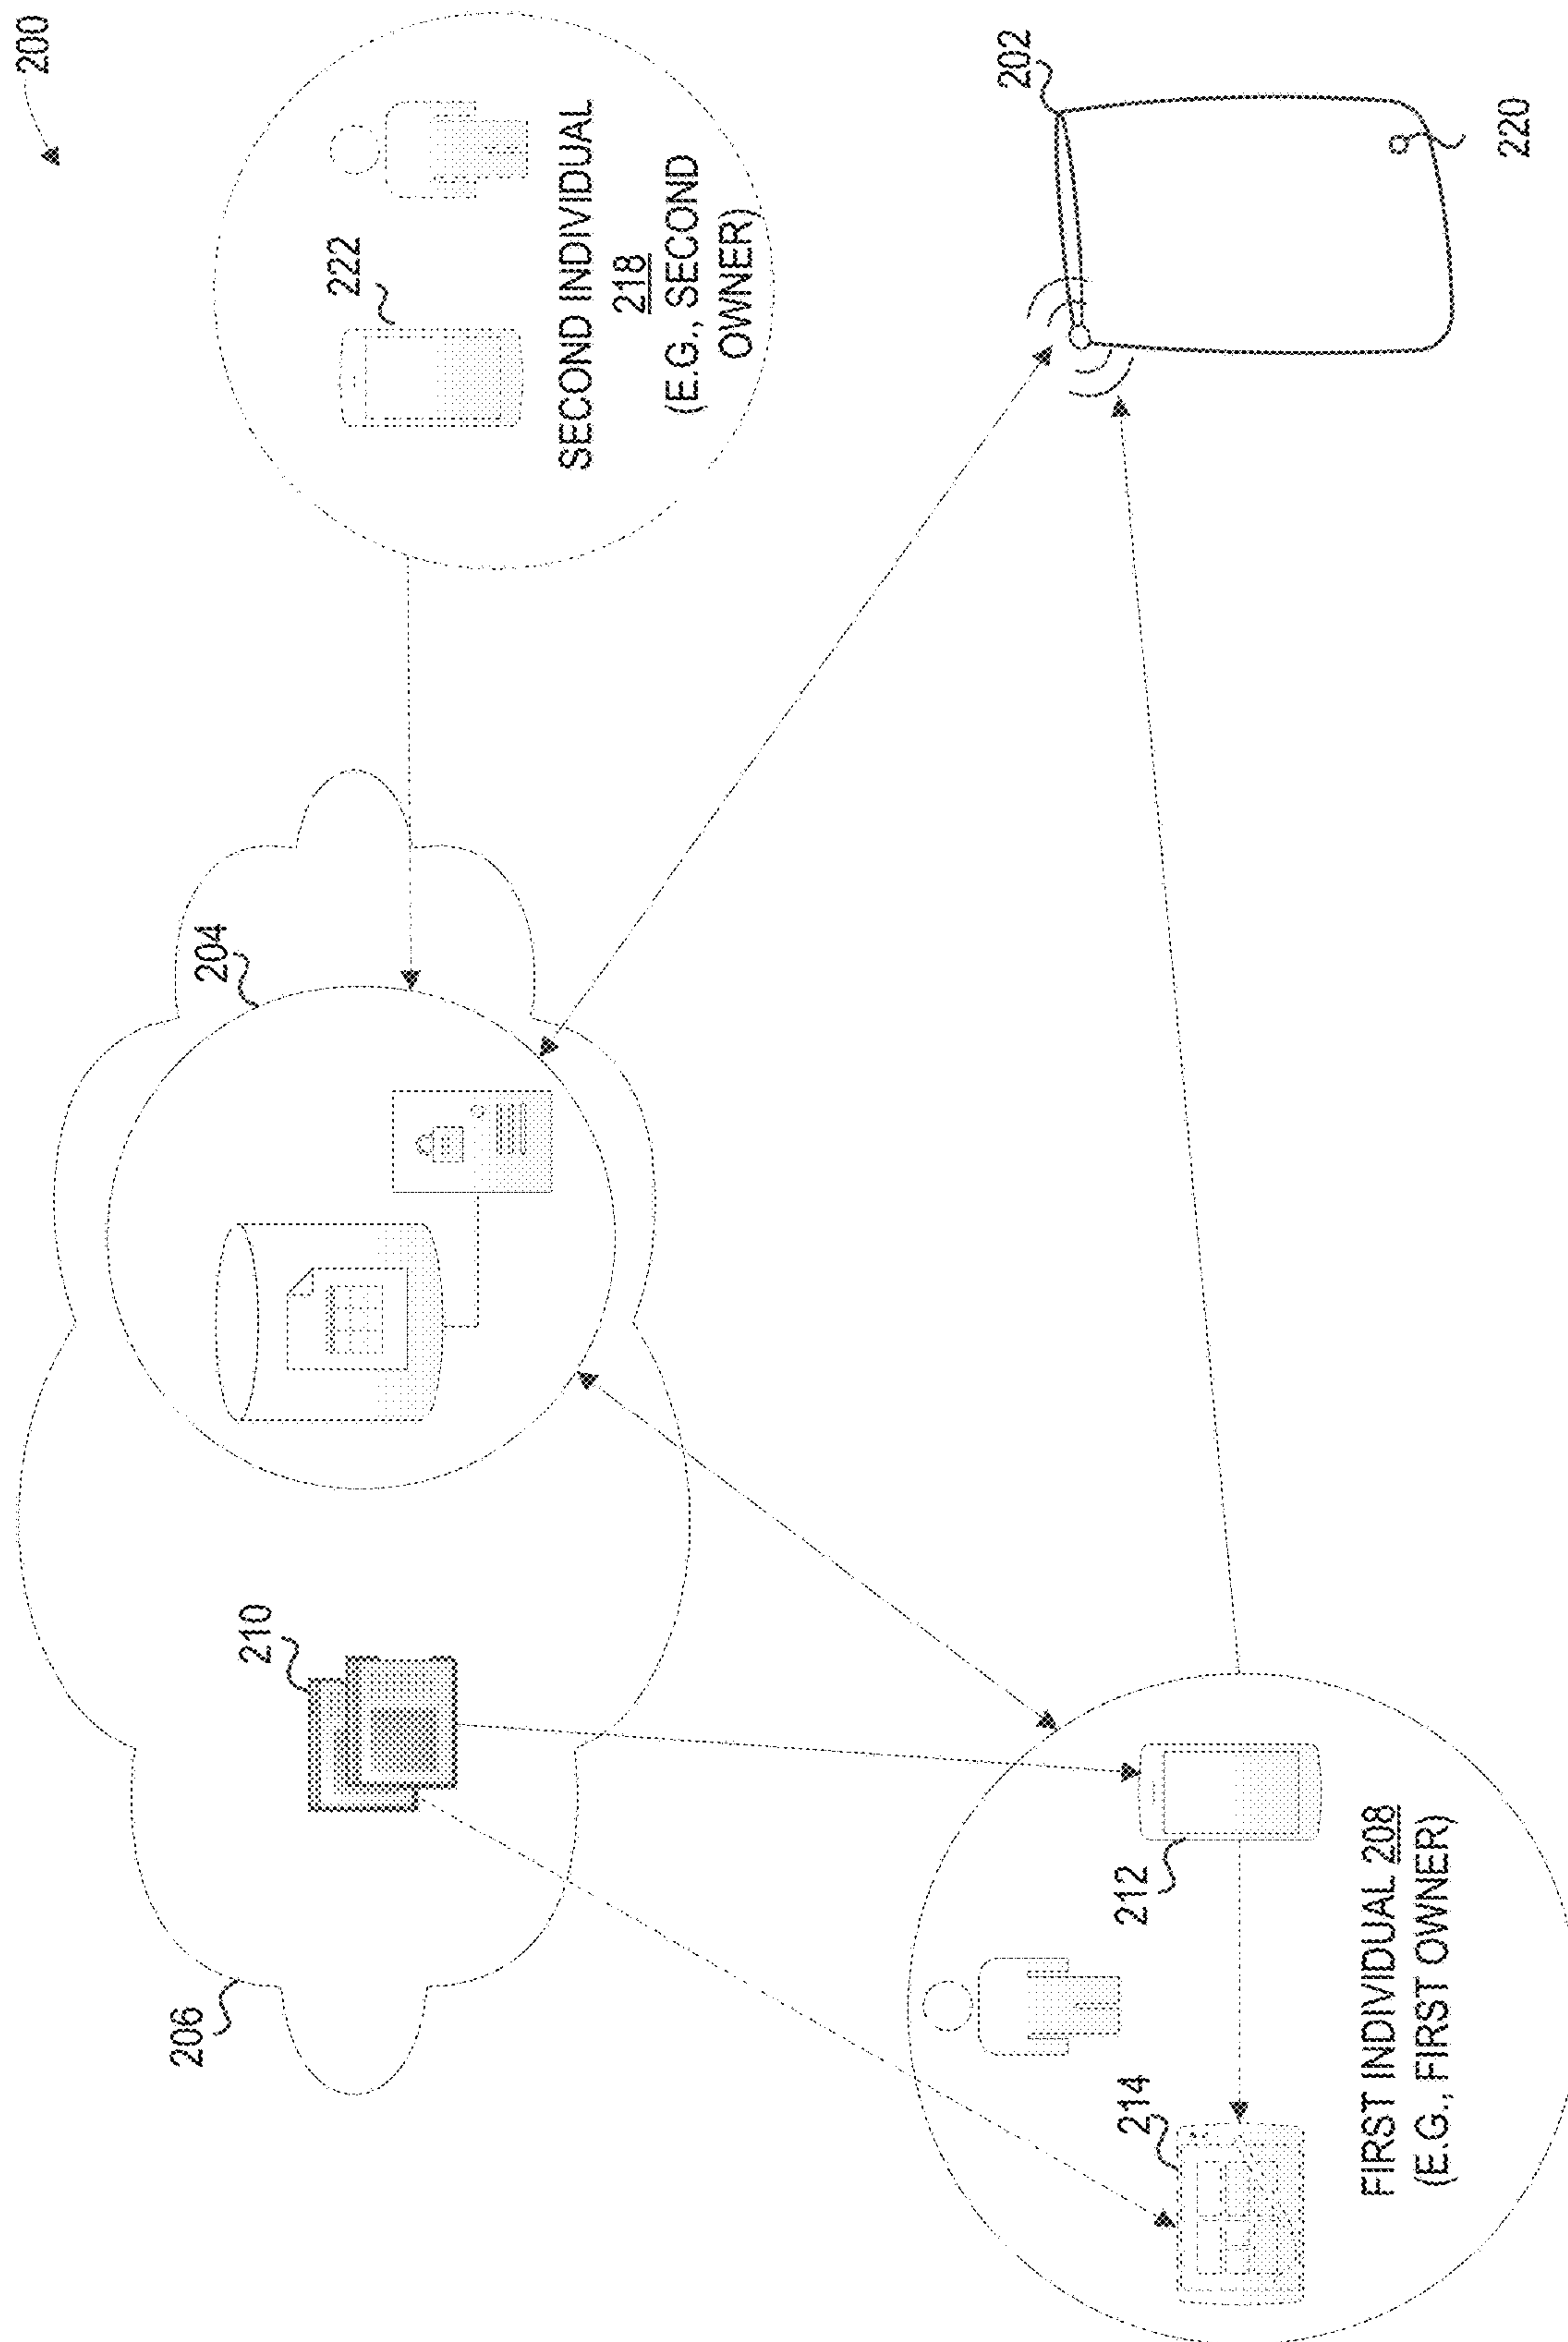 200
206
210
204
222
SECOND INDIVIDUAL
218
(E.G., SECOND
OWNER)
214
212
FIRST INDIVIDUAL 208
(E.G., FIRST OWNER)
202
220